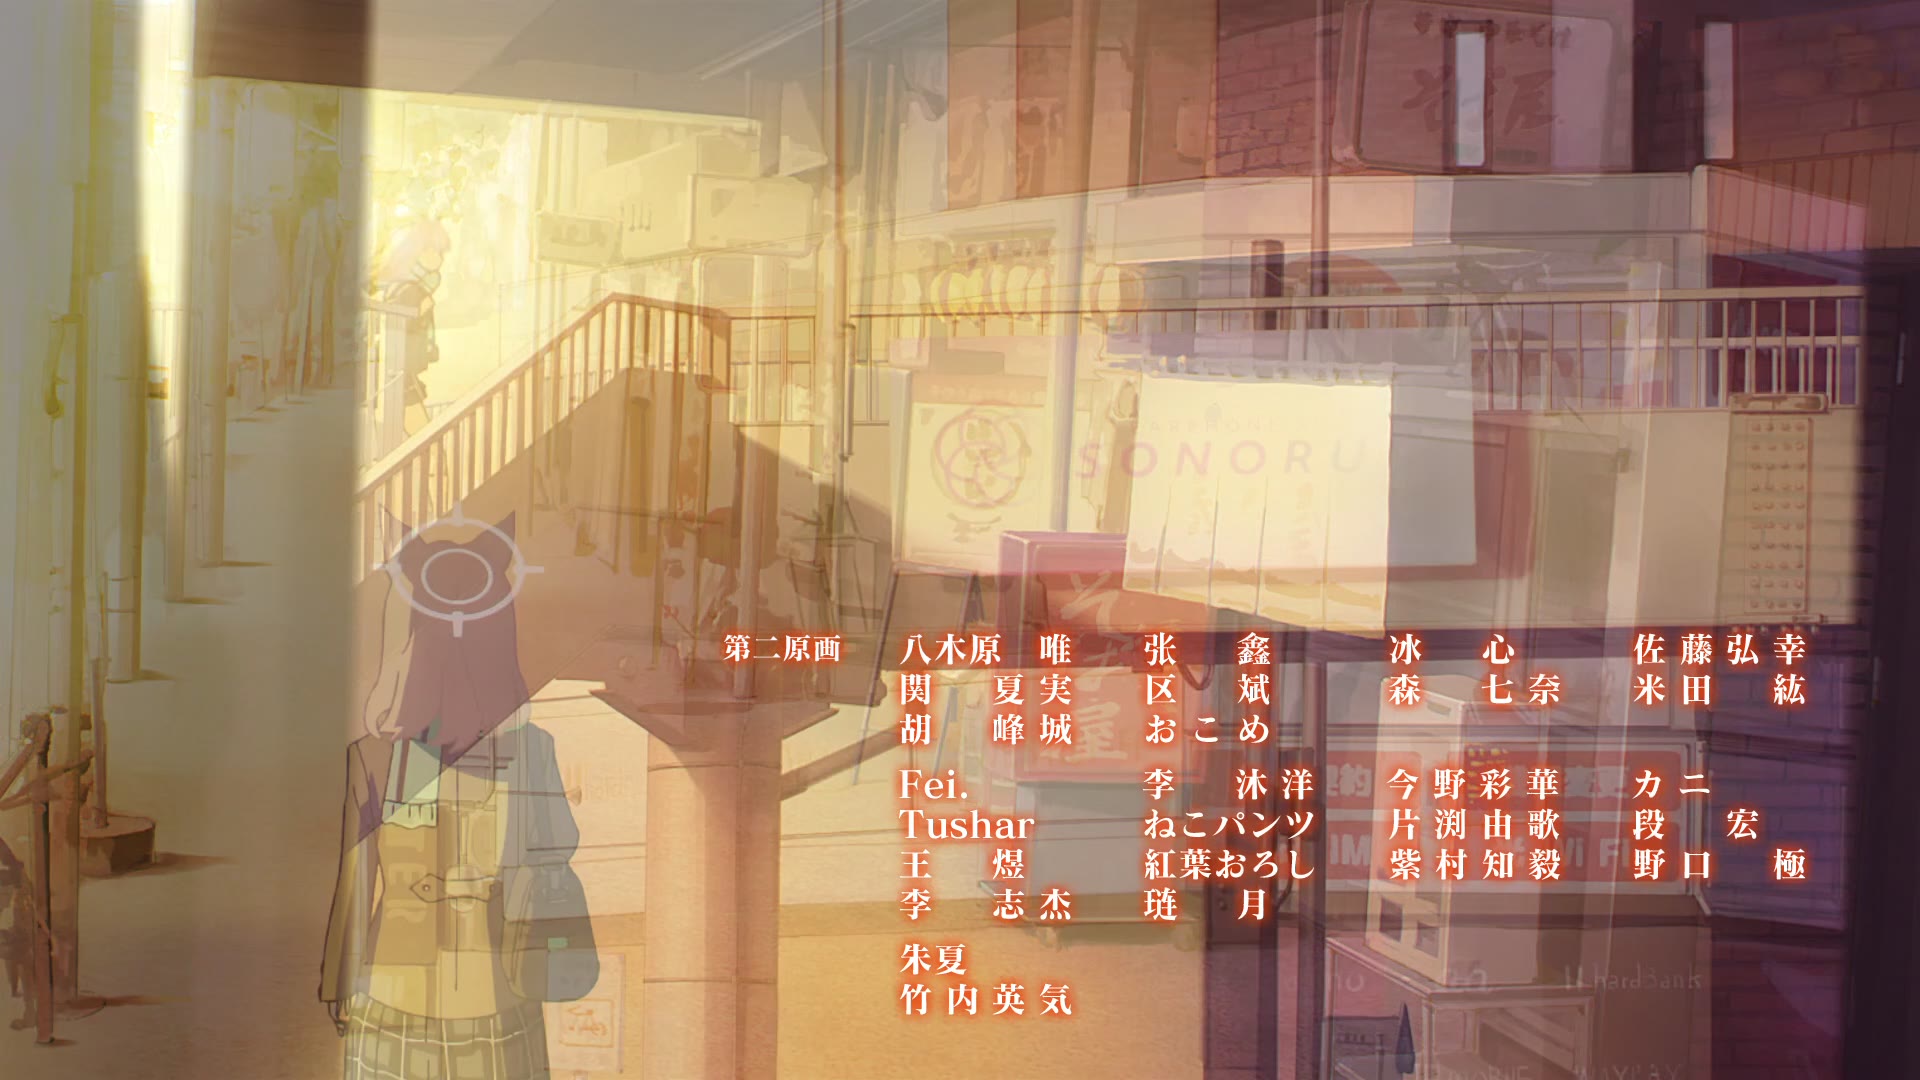 第二原画 八木原 唯 张 鑫 冰 心 佐藤弘幸
関 夏実 区 斌 森 七奈 米田 紘
胡 峰城 おこめ
Fei. 李 沐洋 今野彩華 カニ
Tushar ねこパンツ 片渕由歌 段 宏
王 煜 紅葉おろし 紫村知毅 野口 極
李 志杰 琏 月
朱夏
竹内英気
SONORU
そば屋